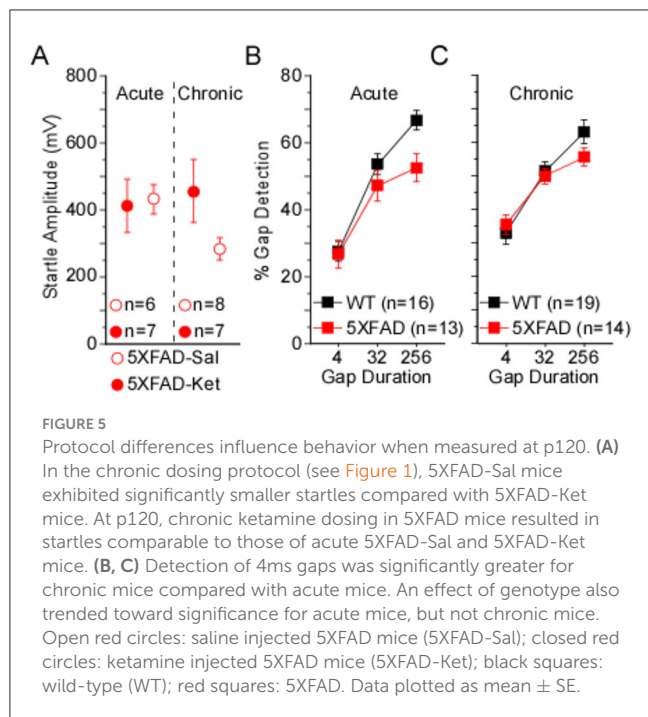 A
B
C
Acute
Chronic
Acute
Chronic
Startle Amplitude (mV)
800
600
400
200
0
n=6
n=8
n=7
n=7
5XFAD-Sal
5XFAD-Ket
% Gap Detection
80
60
40
20
0
WT (n=16)
5XFAD (n=13)
4
32
256
Gap Duration
WT (n=19)
5XFAD (n=14)
4
32
256
Gap Duration
FIGURE 5
Protocol differences influence behavior when measured at p120. (A)
In the chronic dosing protocol (see Figure 1), 5XFAD-Sal mice
exhibited significantly smaller startles compared with 5XFAD-Ket
mice. At p120, chronic ketamine dosing in 5XFAD mice resulted in
startles comparable to those of acute 5XFAD-Sal and 5XFAD-Ket
mice. (B, C) Detection of 4ms gaps was significantly greater for
chronic mice compared with acute mice. An effect of genotype also
trended toward significance for acute mice, but not chronic mice.
Open red circles: saline injected 5XFAD mice (5XFAD-Sal); closed red
circles: ketamine injected 5XFAD mice (5XFAD-Ket); black squares:
wild-type (WT); red squares: 5XFAD. Data plotted as mean ± SE.